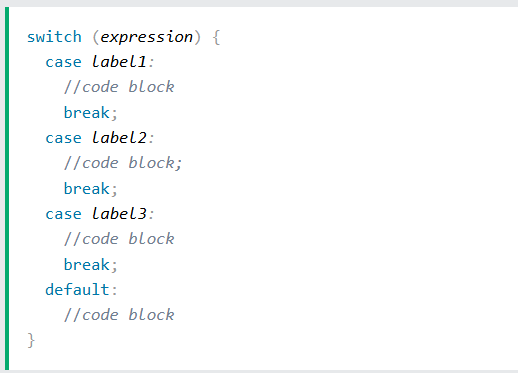 switch (expression) {
case label1:
//code block
break;
case label2:
//code block;
break;
case label3:
//code block
break;
default:
//code block
}